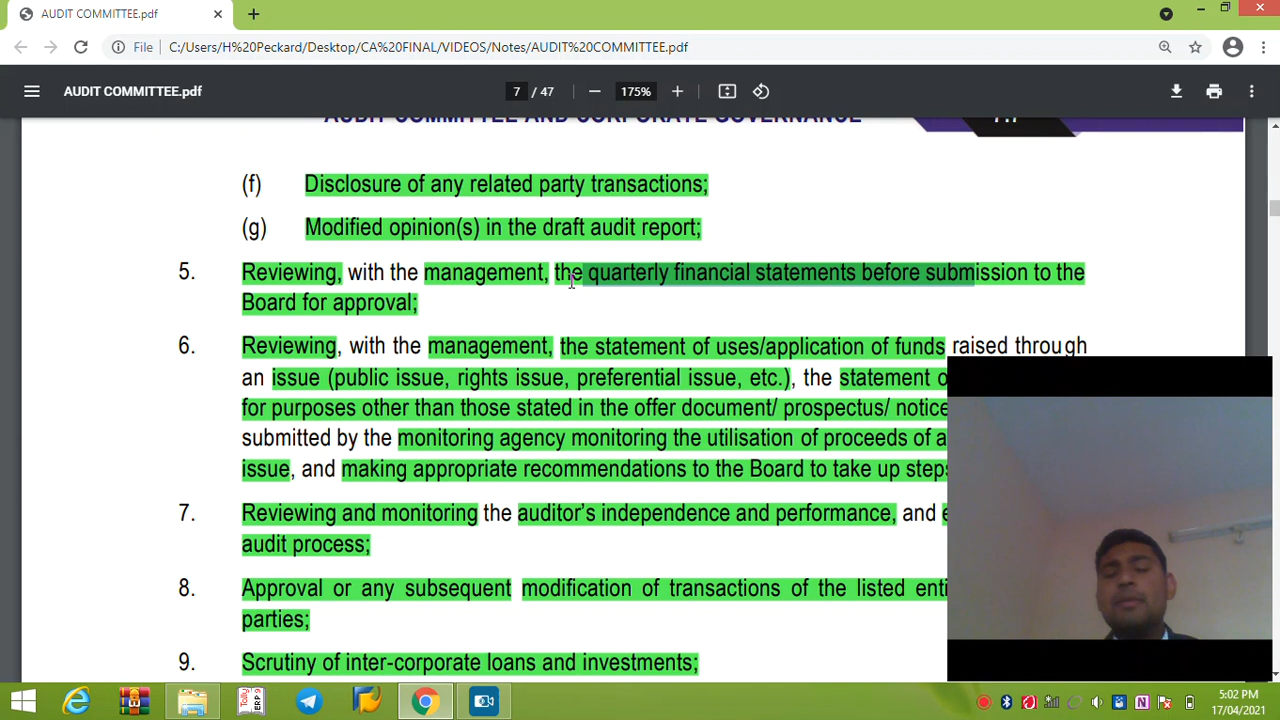 AUDIT COMMITTEE.pdf
File C:/Users/H%20Peckard/Desktop/CA%20FINAL/VIDEOS/Notes/AUDIT%20COMMITTEE.pdf
AUDIT COMMITTEE.pdf 7 / 47 175%
AUDIT COMMITTEE AND CORPORATE GOVERNANCE
(f) Disclosure of any related party transactions;
(g) Modified opinion(s) in the draft audit report;
5. Reviewing, with the management, the quarterly financial statements before submission to the
Board for approval;
6. Reviewing, with the management, the statement of uses/application of funds raised through
an issue (public issue, rights issue, preferential issue, etc.), the statement
for purposes other than those stated in the offer document/ prospectus/ notice
submitted by the monitoring agency monitoring the utilisation of proceeds of
issue, and making appropriate recommendations to the Board to take up steps
7. Reviewing and monitoring the auditor’s independence and performance, and
audit process;
8. Approval or any subsequent modification of transactions of the listed
parties;
9. Scrutiny of inter-corporate loans and investments;
5:02 PM
17/04/2021